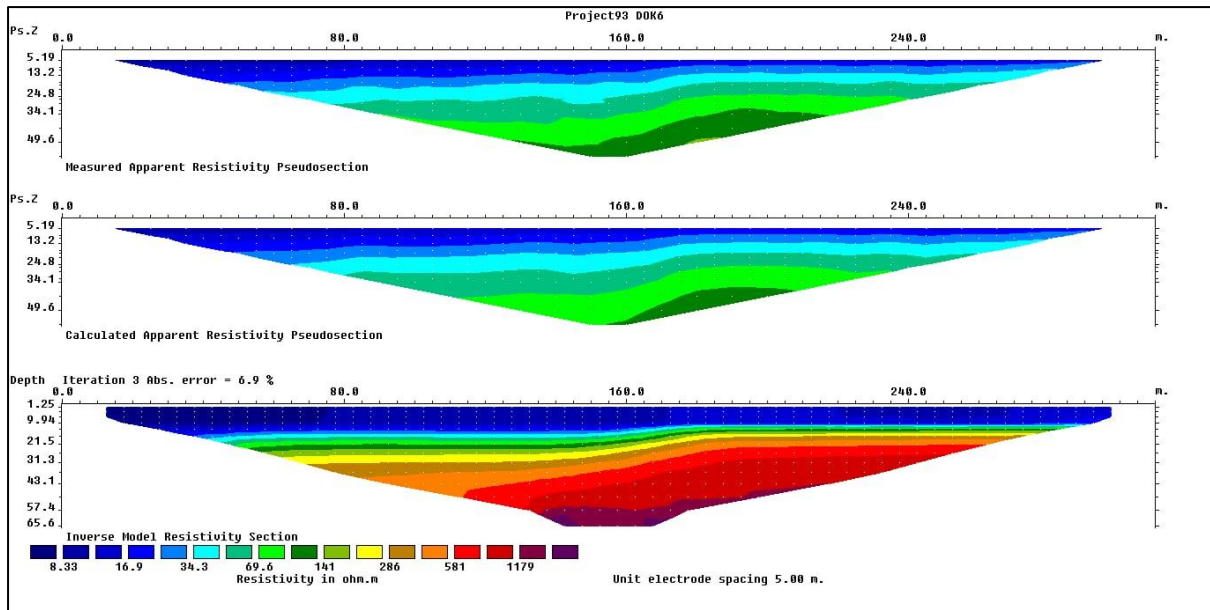 Project93 DOK6
Ps.Z 0.0 80.0 160.0 240.0 m.
5.19
13.2
24.8
34.1
49.6
Measured Apparent Resistivity Pseudosection
Ps.Z 0.0 80.0 160.0 240.0 m.
5.19
13.2
24.8
34.1
49.6
Calculated Apparent Resistivity Pseudosection
Depth Iteration 3 Abs. error = 6.9 %
0.0 80.0 160.0 240.0 m.
1.25
9.94
21.5
31.3
43.1
57.4
65.6
Inverse Model Resistivity Section
8.33 16.9 34.3 69.6 141 286 581 1179
Resistivity in ohm.m Unit electrode spacing 5.00 m.